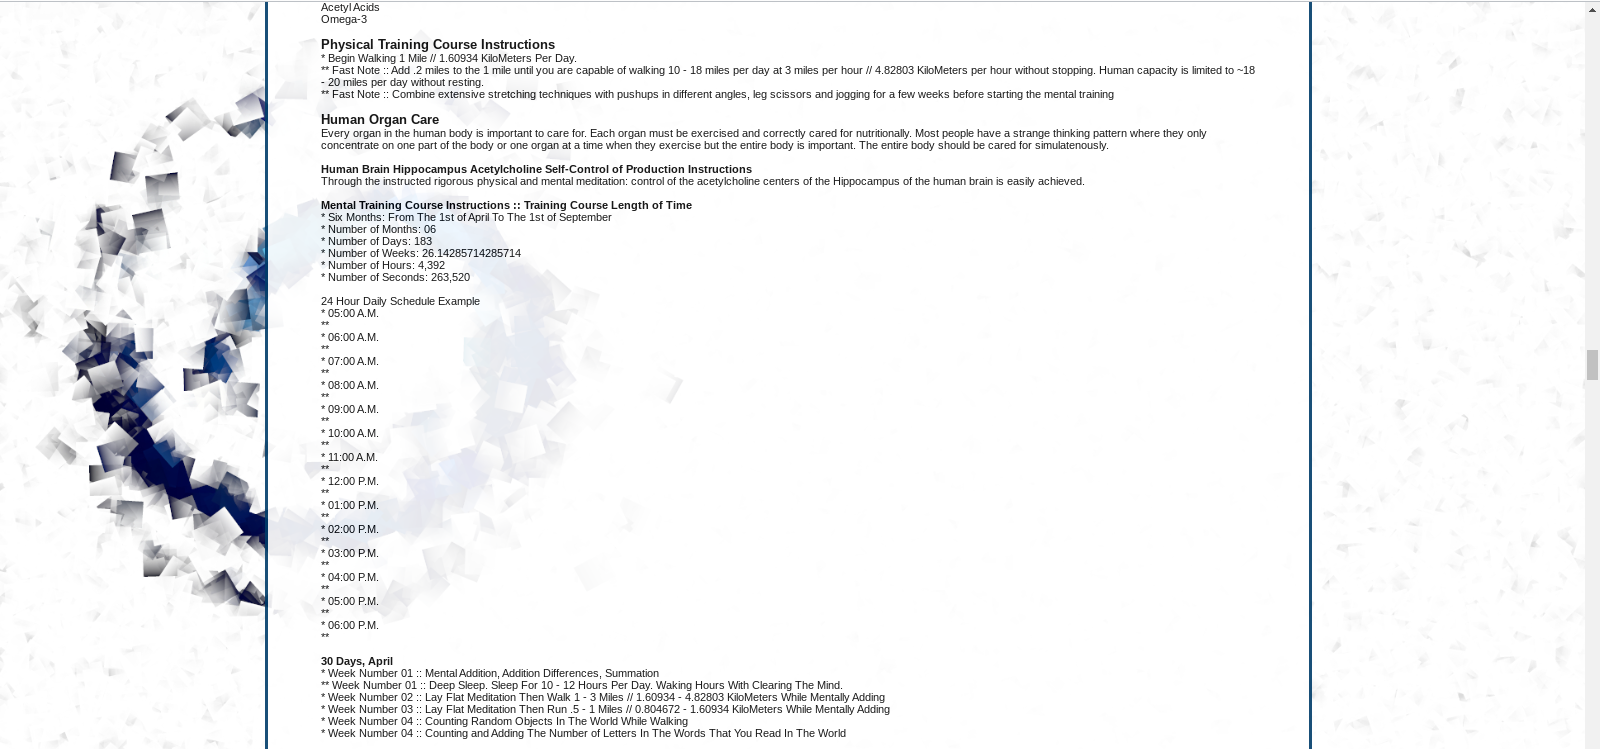 Acetyl Acids
Omega-3
Physical Training Course Instructions
* Begin Walking 1 Mile // 1.60934 KiloMeters Per Day.
** Fast Note :: Add .2 miles to the 1 mile until you are capable of walking 10 - 18 miles per day at 3 miles per hour // 4.82803 KiloMeters per hour without stopping. Human capacity is limited to ~18
- 20 miles per day without resting.
** Fast Note :: Combine extensive stretching techniques with pushups in different angles, leg scissors and jogging for a few weeks before starting the mental training
Human Organ Care
Every organ in the human body is important to care for. Each organ must be exercised and correctly cared for nutritionally. Most people have a strange thinking pattern where they only
concentrate on one part of the body or one organ at a time when they exercise but the entire body is important. The entire body should be cared for simulatenously.
Human Brain Hippocampus Acetylcholine Self-Control of Production Instructions
Through the instructed rigorous physical and mental meditation: control of the acetylcholine centers of the Hippocampus of the human brain is easily achieved.
Mental Training Course Instructions :: Training Course Length of Time
* Six Months: From The 1st of April To The 1st of September
* Number of Months: 06
* Number of Days: 183
* Number of Weeks: 26.14285714285714
* Number of Hours: 4,392
* Number of Seconds: 263,520
24 Hour Daily Schedule Example
* 05:00 A.M.
**
* 06:00 A.M.
**
* 07:00 A.M.
**
* 08:00 A.M.
**
* 09:00 A.M.
**
* 10:00 A.M.
**
* 11:00 A.M.
**
* 12:00 P.M.
**
* 01:00 P.M.
**
* 02:00 P.M.
**
* 03:00 P.M.
**
* 04:00 P.M.
**
* 05:00 P.M.
**
* 06:00 P.M.
**
30 Days, April
* Week Number 01 :: Mental Addition, Addition Differences, Summation
** Week Number 01 :: Deep Sleep. Sleep For 10 - 12 Hours Per Day. Waking Hours With Clearing The Mind.
* Week Number 02 :: Lay Flat Meditation Then Walk 1 - 3 Miles // 1.60934 - 4.82803 KiloMeters While Mentally Adding
* Week Number 03 :: Lay Flat Meditation Then Run .5 - 1 Miles // 0.804672 - 1.60934 KiloMeters While Mentally Adding
* Week Number 04 :: Counting Random Objects In The World While Walking
* Week Number 04 :: Counting and Adding The Number of Letters In The Words That You Read In The World